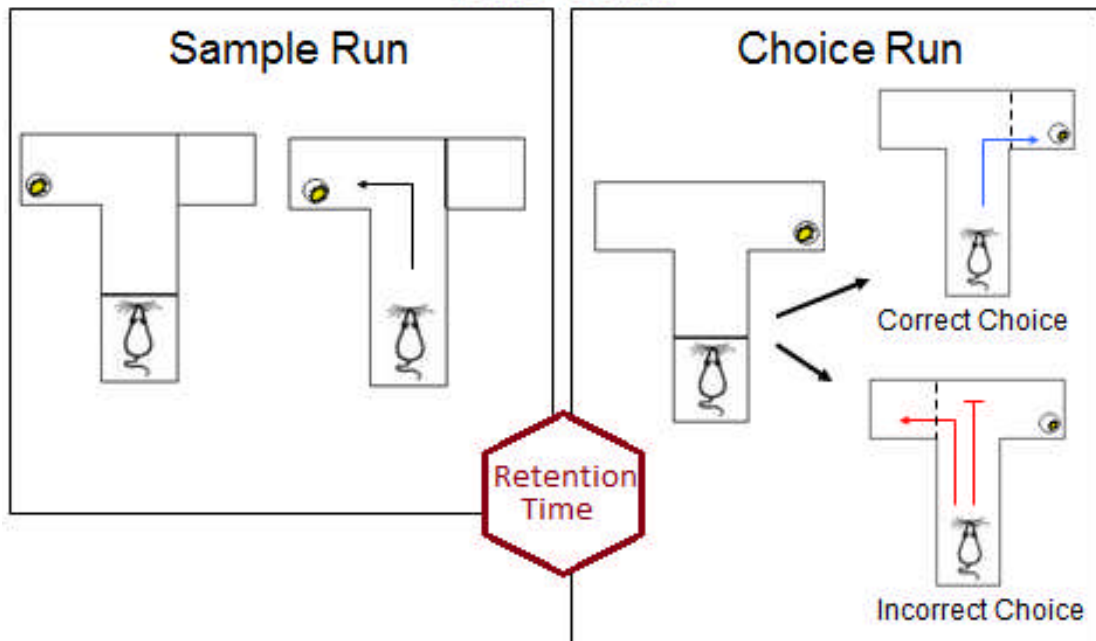 Sample Run
Choice Run
Correct Choice
Retention
Time
Incorrect Choice